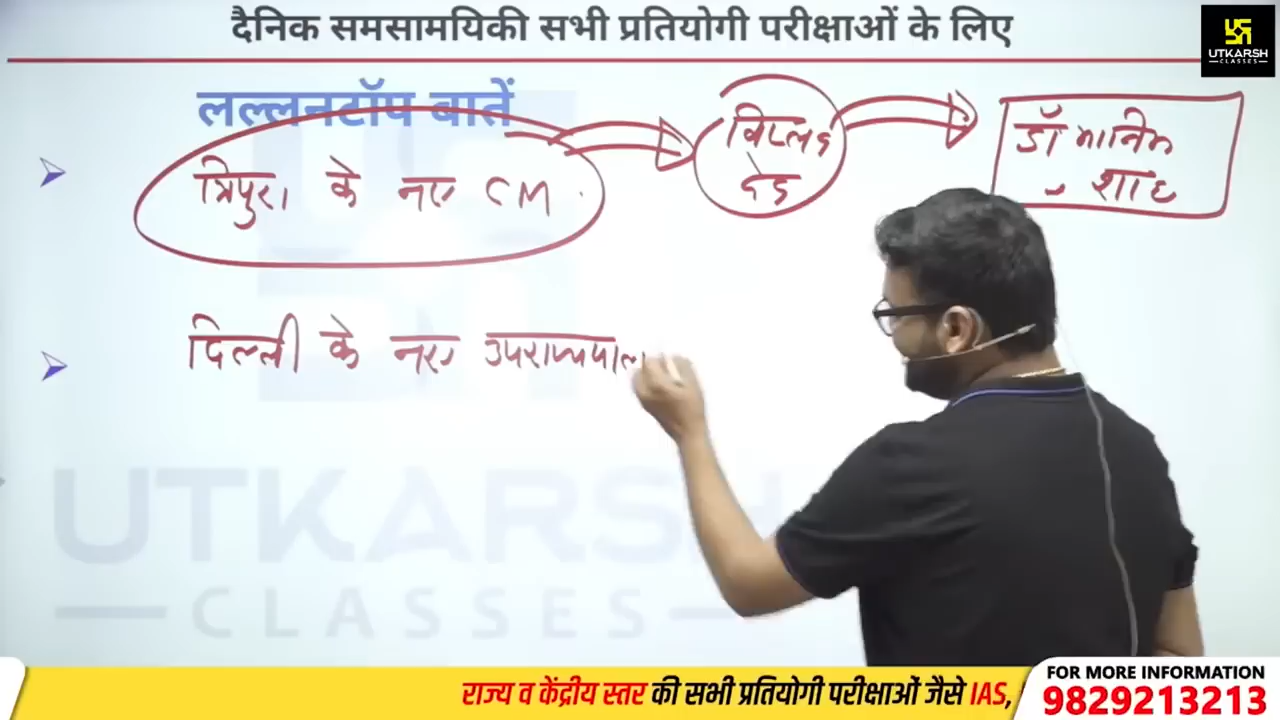 दैनिक समसामयिकी सभी प्रतियोगी परीक्षाओं के लिए
UTKARSH
CLASSES
लल्लनटॉप बातें
त्रिपुरा के नए CM
विप्लव
देव
डॉ मानिक
शाह
दिल्ली के नए उपराज्यपाल
UTKARSH
CLASSES
राज्य व केंद्रीय स्तर की सभी प्रतियोगी परीक्षाओं जैसे IAS,
FOR MORE INFORMATION
9829213213